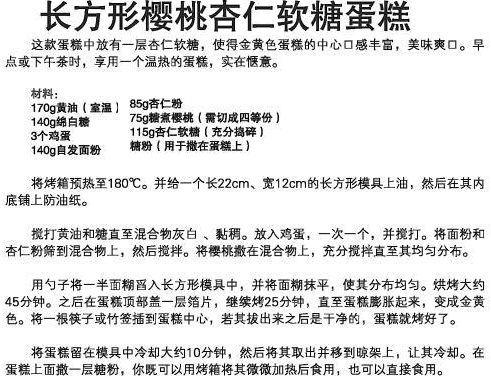 长方形樱桃杏仁软糖蛋糕
这款蛋糕中放有一层杏仁软糖，使得金黄色蛋糕的中心口感丰富，美味爽口。早
点或下午茶时，享用一个温热的蛋糕，实在惬意。
材料：
170g黄油（室温）
140g绵白糖
3个鸡蛋
140g自发面粉
85g杏仁粉
75g糖煮樱桃（需切成四等份）
115g杏仁软糖（充分捣碎）
糖粉（用于撒在蛋糕上）
将烤箱预热至180℃。并给一个长22cm、宽12cm的长方形模具上油，然后在其内
底铺上防油纸。
搅打黄油和糖直至混合物灰白、黏稠。放入鸡蛋，一次一个，并搅打。将面粉和
杏仁粉筛到混合物上，然后搅拌。将樱桃撒在混合物上，充分搅拌直至其均匀分布。
用勺子将一半面糊舀入长方形模具中，并将面糊抹平，使其分布均匀。烘烤大约
45分钟。之后在蛋糕顶部盖一层箔片，继续烤25分钟，直至蛋糕膨胀起来，变成金黄
色。将一根筷子或竹签插到蛋糕中心，若其拔出来之后是干净的，蛋糕就烤好了。
将蛋糕留在模具中冷却大约10分钟，然后将其取出并移到晾架上，让其冷却。在
蛋糕上面撒一层糖粉，你既可以用烤箱将其微微加热后食用，也可以直接食用。